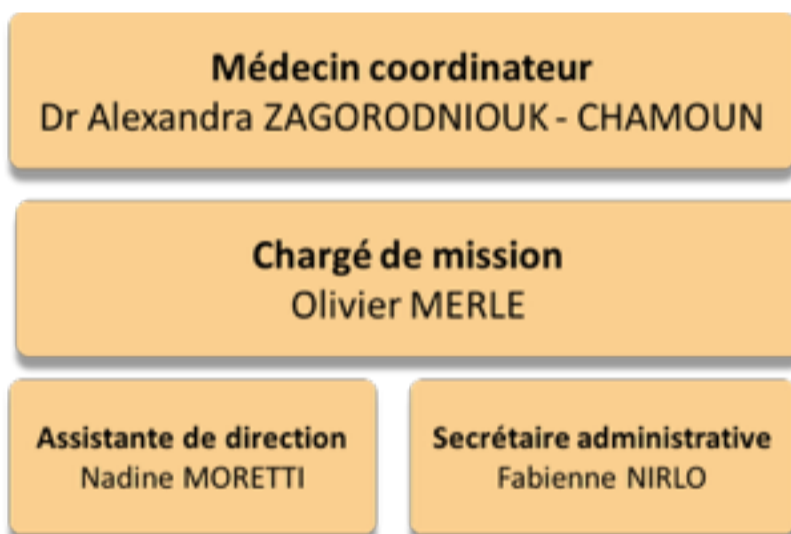 Médecin coordinateur
Dr Alexandra ZAGORODNIOUK - CHAMOUN
Chargé de mission
Olivier MERLE
Assistante de direction
Nadine MORETTI
Secrétaire administrative
Fabienne NIRLO